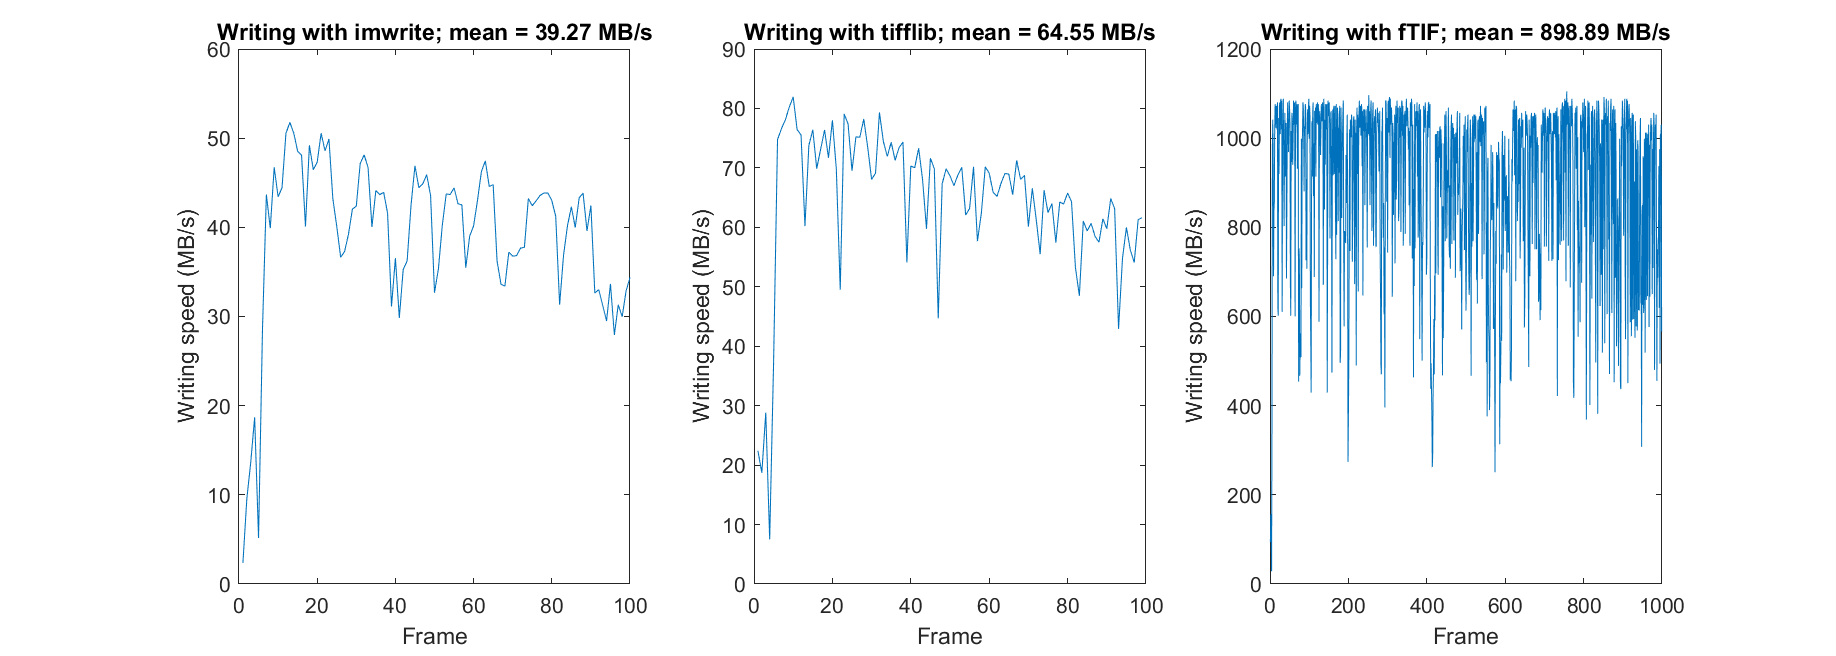 Writing with imwrite; mean = 39.27 MB/s
60
50
40
30
20
10
0
Writing speed (MB/s)
0 20 40 60 80 100
Frame
Writing with tifflib; mean = 64.55 MB/s
90
80
70
60
50
40
30
20
10
0
Writing speed (MB/s)
0 20 40 60 80 100
Frame
Writing with fTIF; mean = 898.89 MB/s
1200
1000
800
600
400
200
0
Writing speed (MB/s)
0 200 400 600 800 1000
Frame